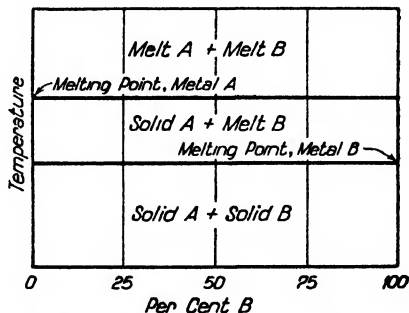 Melt A + Melt B
Melting Point, Metal A
Solid A + Melt B
Melting Point, Metal B
Solid A + Solid B
Temperature
0 25 50 75 100
Per Cent B